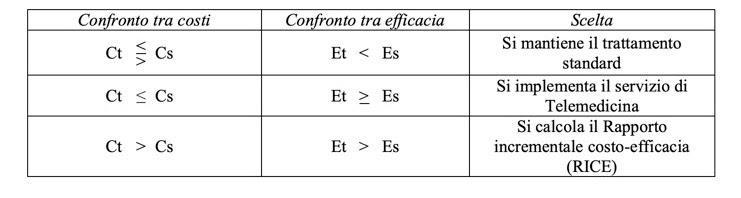 Confronto tra costi Confronto tra efficacia Scelta
Ct ≤ > Cs Et < Es Si mantiene il trattamento
standard
Ct ≤ Cs Et ≥ Es Si implementa il servizio di
Telemedicina
Ct > Cs Et > Es Si calcola il Rapporto
incrementale costo-efficacia
(RICE)